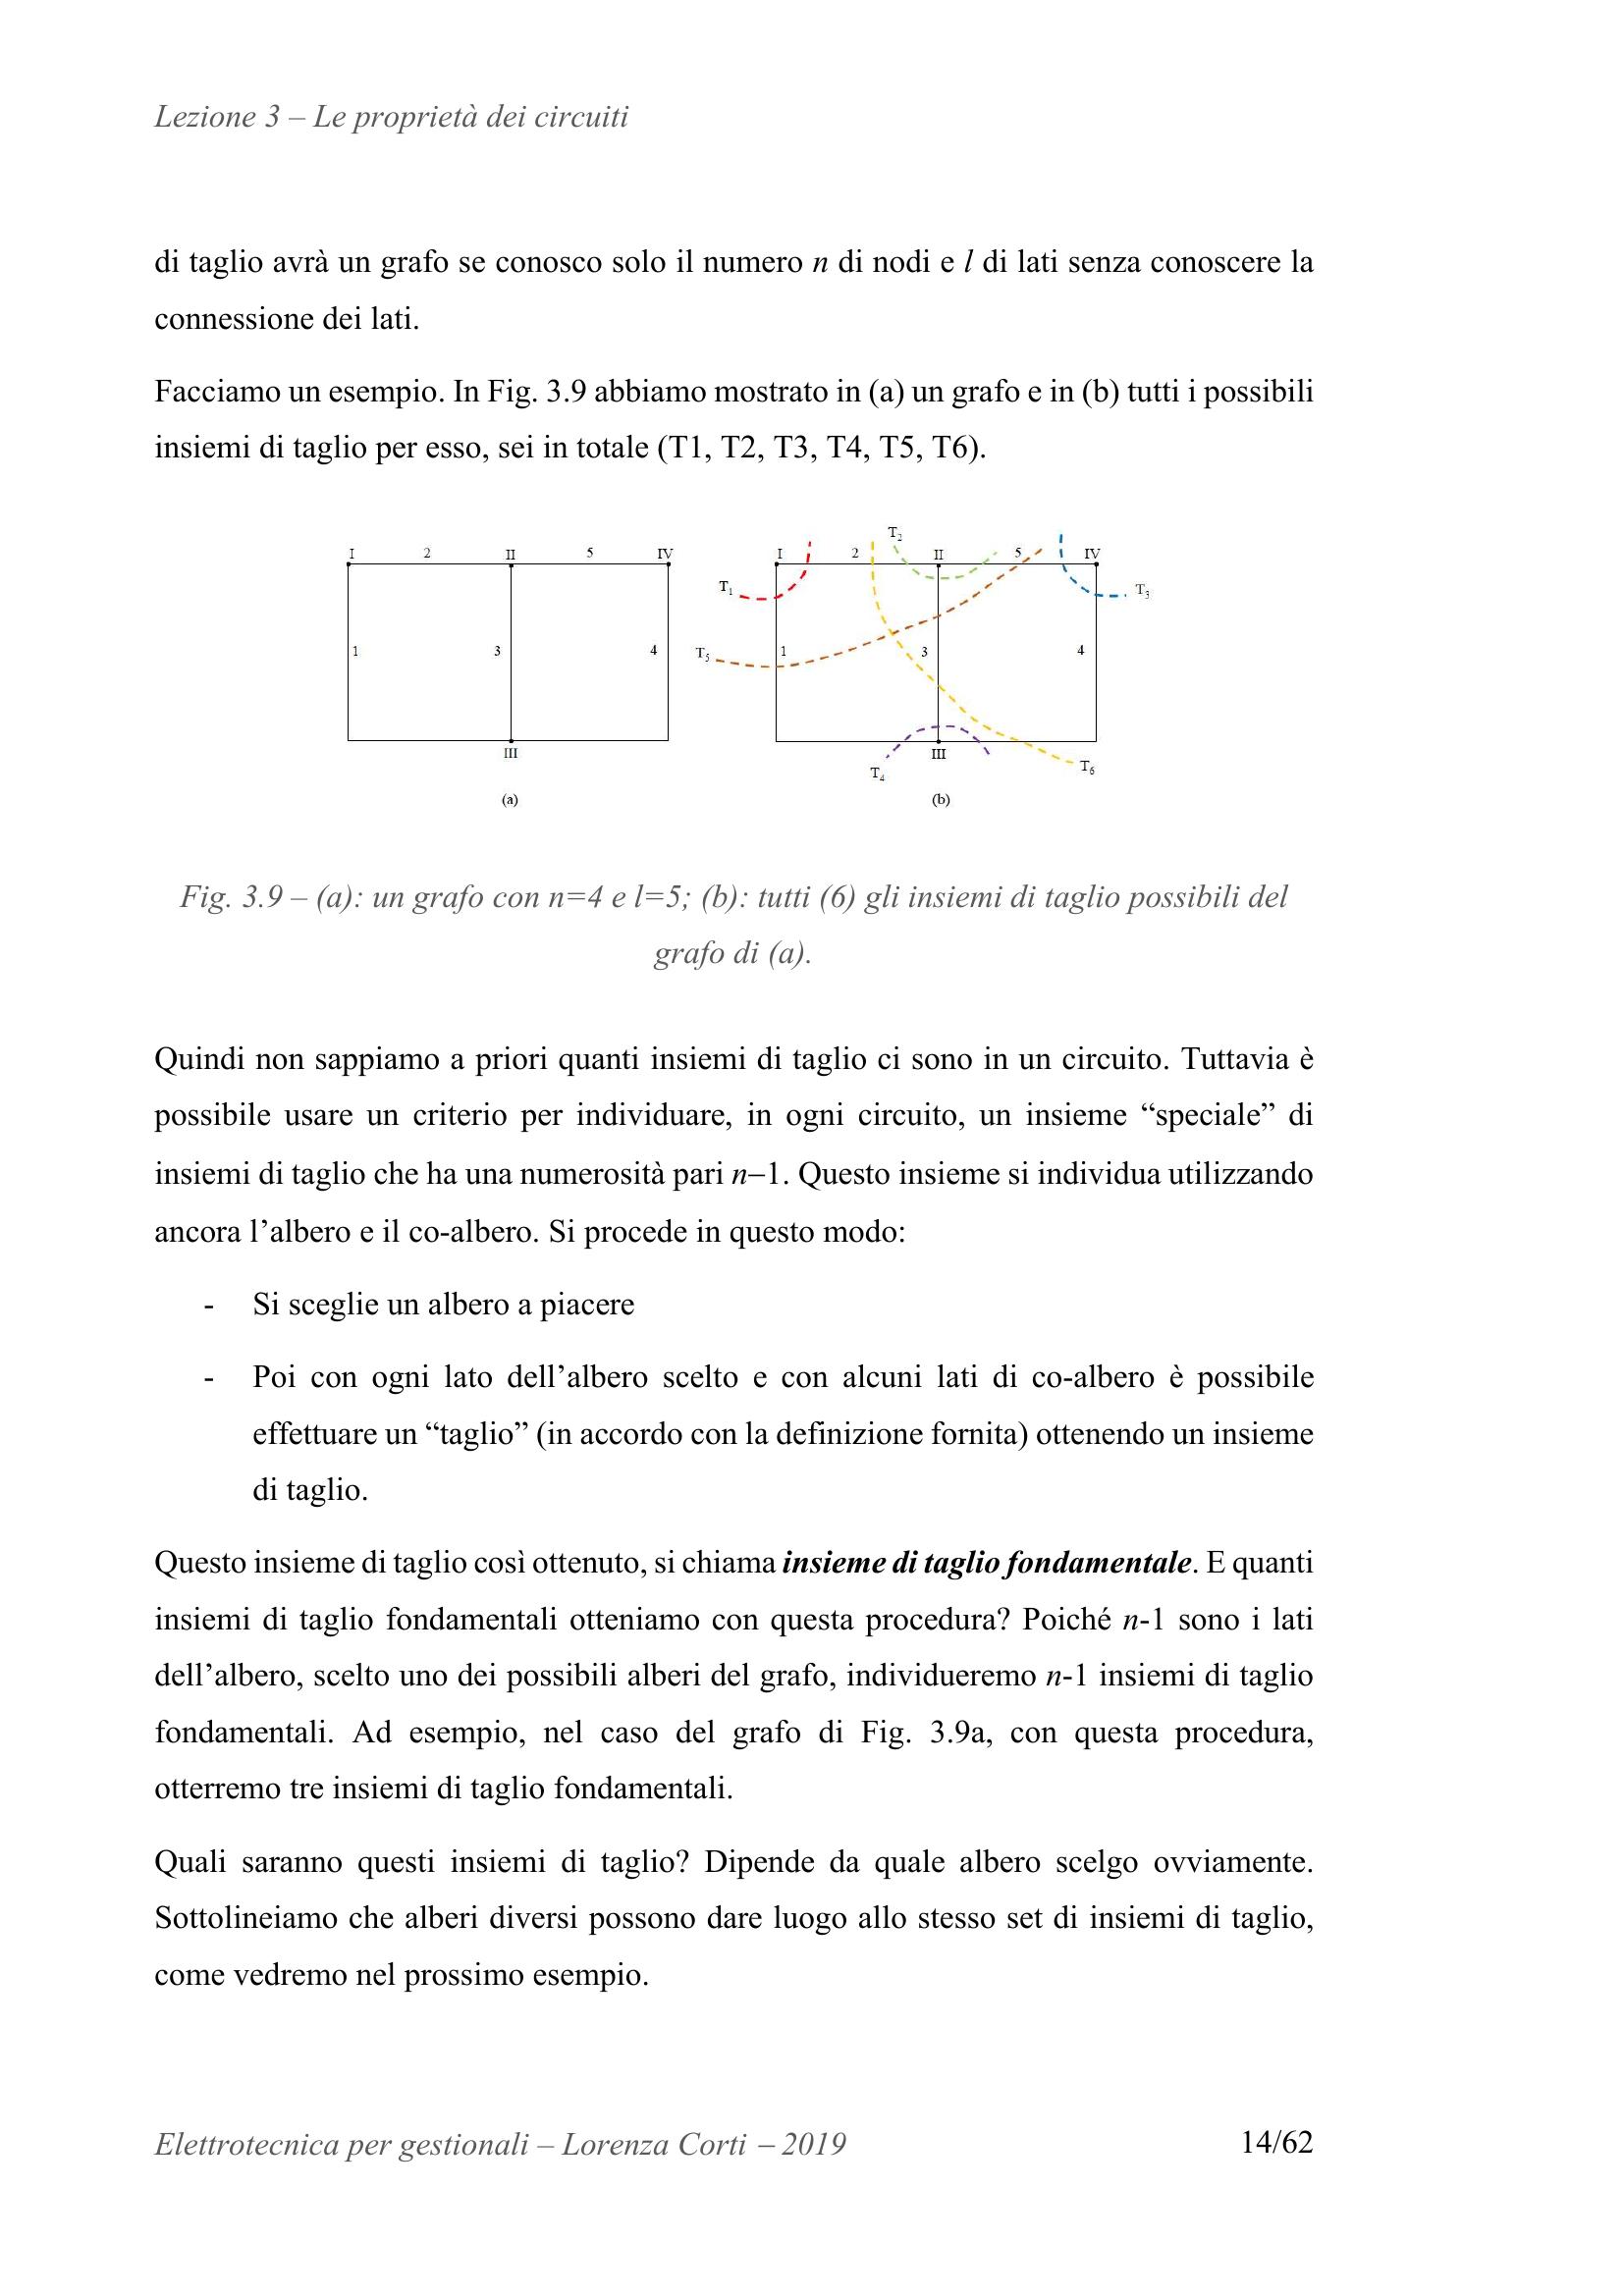 Lezione 3 – Le proprietà dei circuiti
di taglio avrà un grafo se conosco solo il numero n di nodi e l di lati senza conoscere la
connessione dei lati.
Facciamo un esempio. In Fig. 3.9 abbiamo mostrato in (a) un grafo e in (b) tutti i possibili
insiemi di taglio per esso, sei in totale (T1, T2, T3, T4, T5, T6).
I 2 II 5 IV
1 3 4
III
(a)
T2
I 2 II 5 IV
T1 T3
T5 1 3 4
III
T4 T6
(b)
Fig. 3.9 – (a): un grafo con n=4 e l=5; (b): tutti (6) gli insiemi di taglio possibili del
grafo di (a).
Quindi non sappiamo a priori quanti insiemi di taglio ci sono in un circuito. Tuttavia è
possibile usare un criterio per individuare, in ogni circuito, un insieme “speciale” di
insiemi di taglio che ha una numerosità pari n–1. Questo insieme si individua utilizzando
ancora l’albero e il co-albero. Si procede in questo modo:
- Si sceglie un albero a piacere
- Poi con ogni lato dell’albero scelto e con alcuni lati di co-albero è possibile
effettuare un “taglio” (in accordo con la definizione fornita) ottenendo un insieme
di taglio.
Questo insieme di taglio così ottenuto, si chiama insieme di taglio fondamentale. E quanti
insiemi di taglio fondamentali otteniamo con questa procedura? Poiché n-1 sono i lati
dell’albero, scelto uno dei possibili alberi del grafo, individueremo n-1 insiemi di taglio
fondamentali. Ad esempio, nel caso del grafo di Fig. 3.9a, con questa procedura,
otterremo tre insiemi di taglio fondamentali.
Quali saranno questi insiemi di taglio? Dipende da quale albero scelgo ovviamente.
Sottolineiamo che alberi diversi possono dare luogo allo stesso set di insiemi di taglio,
come vedremo nel prossimo esempio.
Elettrotecnica per gestionali – Lorenza Corti – 2019 14/62